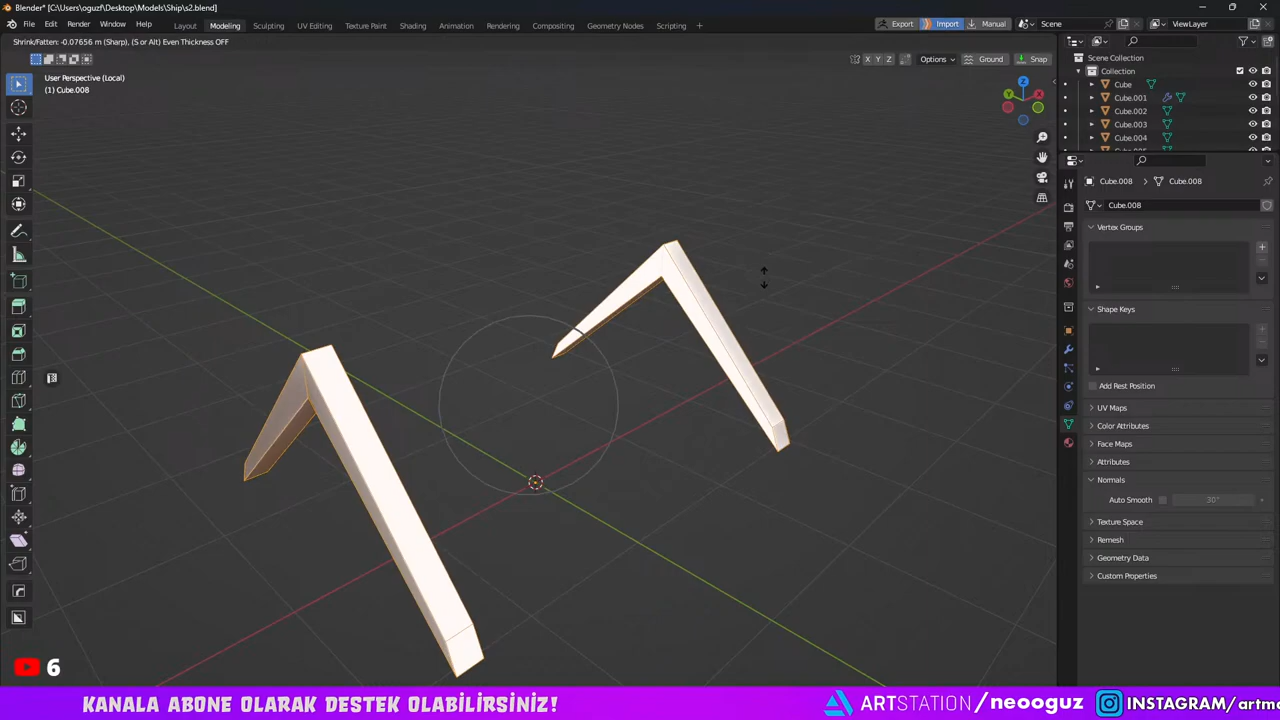 Blender* [C:\Users\oguzf\Desktop\Models\Ship\s2.blend]
File Edit Render Window Help Layout Modeling Sculpting UV Editing Texture Paint Shading Animation Rendering Compositing Geometry Nodes Scripting + Export Import Manual Scene ViewLayer
Shrink/Fatten: -0.07656 m (Sharp), (S or Alt) Even Thickness OFF
X Y Z Options Ground Snap
User Perspective (Local)
(1) Cube.008
Z
Y X
Scene Collection
Collection
Cube
Cube.001
Cube.002
Cube.003
Cube.004
Cube.008 > Cube.008
Cube.008
Vertex Groups
Shape Keys
Add Rest Position
UV Maps
Color Attributes
Face Maps
Attributes
Normals
Auto Smooth 30°
Texture Space
Remesh
Geometry Data
Custom Properties
6
KANALA ABONE OLARAK DESTEK OLABİLİRSİNİZ! ARTSTATION/neooguz INSTAGRAM/artmo